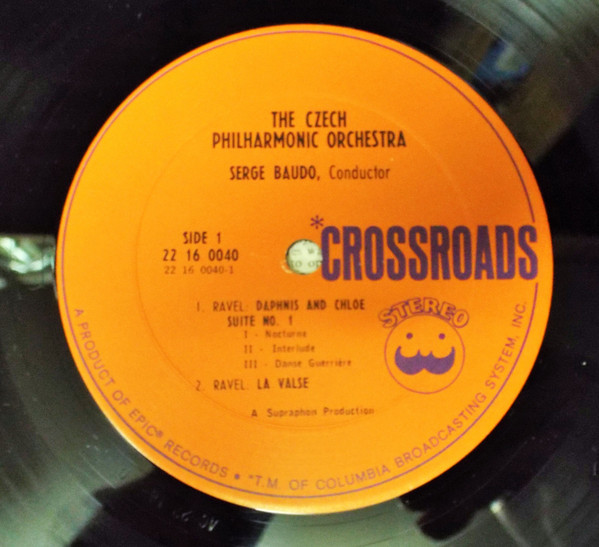 THE CZECH
PHILHARMONIC ORCHESTRA
SERGE BAUDO, Conductor
SIDE 1
22 16 0040
22 16 0040-1
*CROSSROADS
1. RAVEL: DAPHNIS AND CHLOE
SUITE NO. 1
I - Nocturne
II - Interlude
III - Danse Guerrière
2. RAVEL: LA VALSE
STEREO
A Supraphon Production
A PRODUCT OF EPIC® RECORDS • *T.M. OF COLUMBIA BROADCASTING SYSTEM, INC.